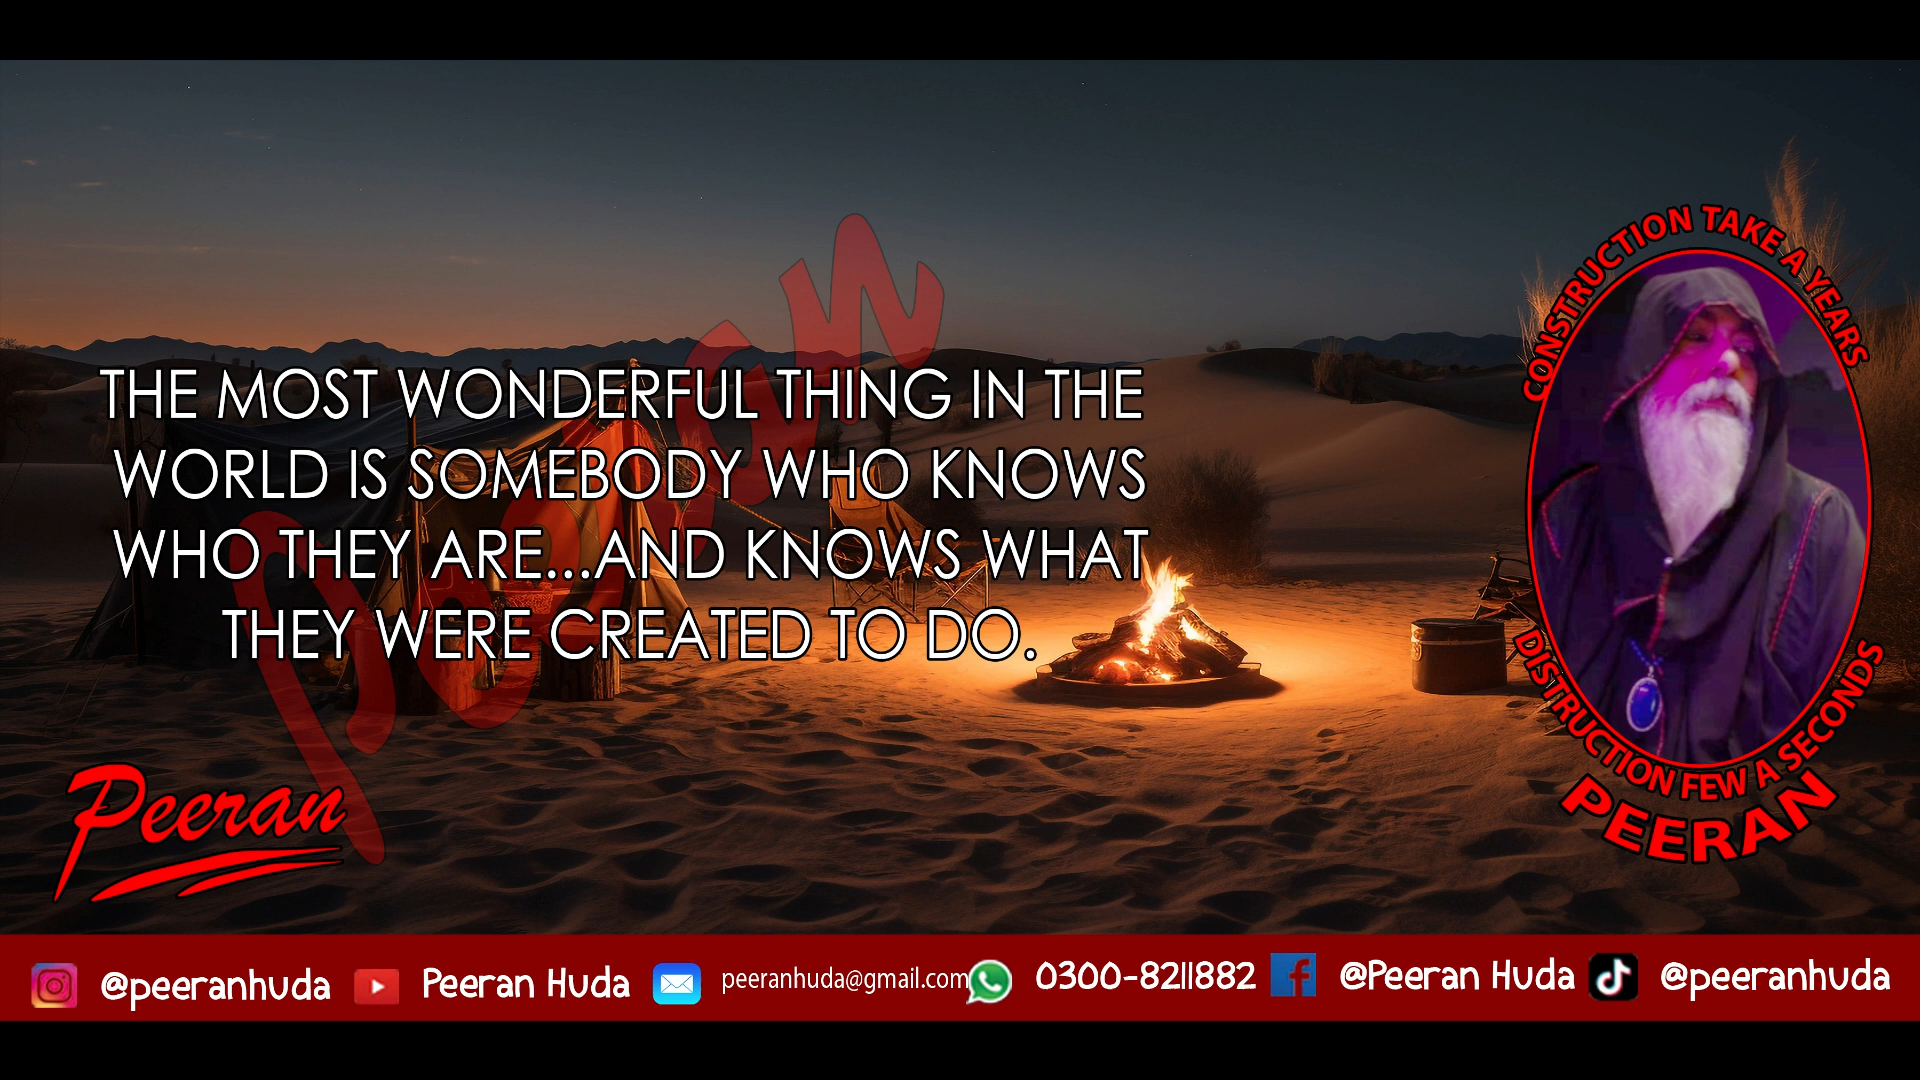 THE MOST WONDERFUL THING IN THE
WORLD IS SOMEBODY WHO KNOWS
WHO THEY ARE...AND KNOWS WHAT
THEY WERE CREATED TO DO.
Peeran
CONSTRUCTION TAKE A YEARS
DISTRUCTION FEW A SECONDS
PEERAN
Peeran
@peeranhuda Peeran Huda peeranhuda@gmail.com 0300-8211882 @Peeran Huda @peeranhuda